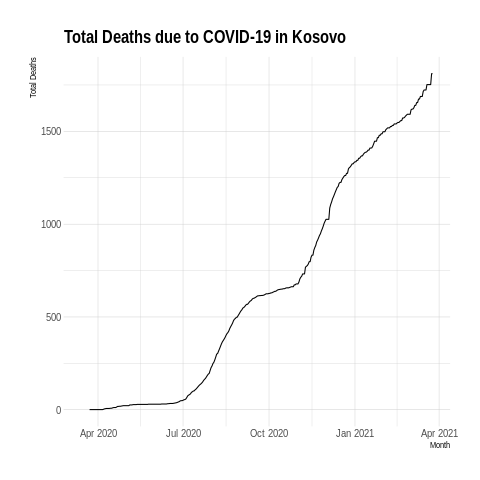 Total Deaths due to COVID-19 in Kosovo
Total Deaths
1500
1000
500
0
Apr 2020 Jul 2020 Oct 2020 Jan 2021 Apr 2021
Month